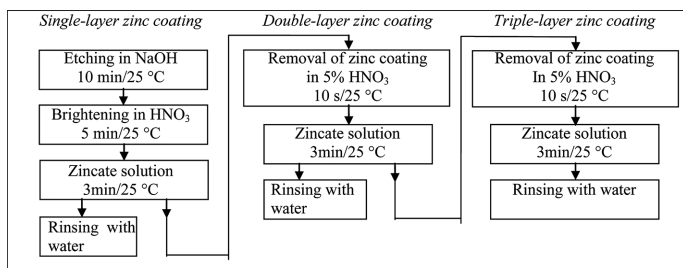 Single-layer zinc coating
Etching in NaOH
10 min/25 °C
Brightening in HNO₃
5 min/25 °C
Zincate solution
3min/25 °C
Rinsing with
water
Double-layer zinc coating
Removal of zinc coating
in 5% HNO₃
10 s/25 °C
Zincate solution
3min/25 °C
Rinsing with
water
Triple-layer zinc coating
Removal of zinc coating
In 5% HNO₃
10 s/25 °C
Zincate solution
3min/25 °C
Rinsing with water